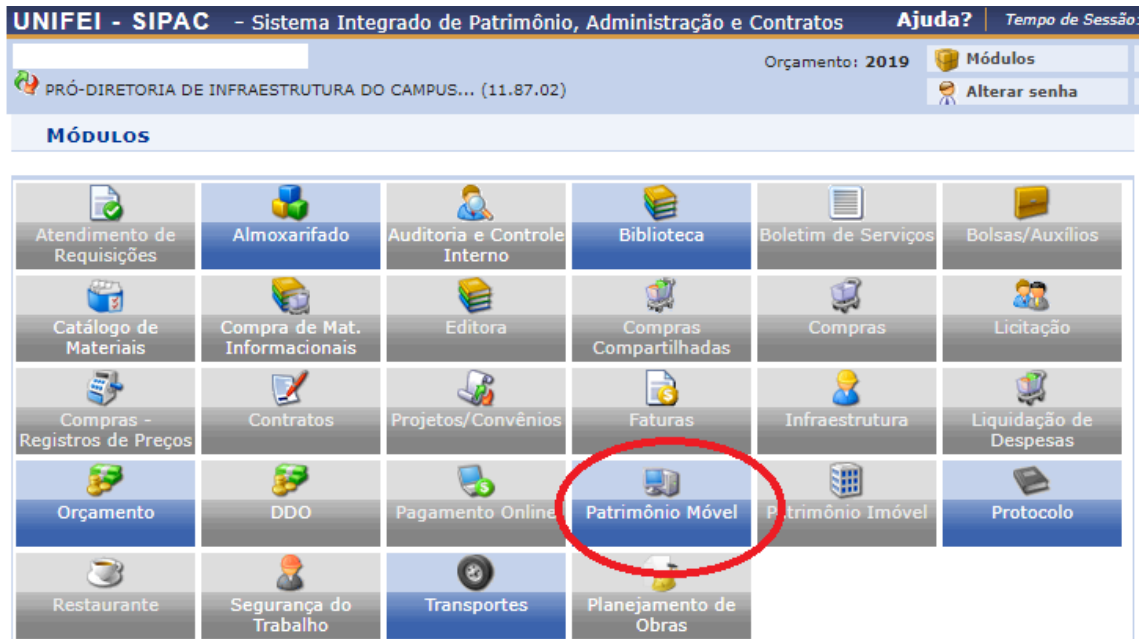 UNIFEI - SIPAC - Sistema Integrado de Patrimônio, Administração e Contratos Ajuda? Tempo de Sessão:
Orçamento: 2019 Módulos
PRÓ-DIRETORIA DE INFRAESTRUTURA DO CAMPUS... (11.87.02)
Alterar senha
MÓDULOS
Atendimento de Requisições
Almoxarifado
Auditoria e Controle Interno
Biblioteca
Boletim de Serviços
Bolsas/Auxílios
Catálogo de Materiais
Compra de Mat. Informacionais
Editora
Compras Compartilhadas
Compras
Licitação
Compras - Registros de Preços
Contratos
Projetos/Convênios
Faturas
Infraestrutura
Liquidação de Despesas
Orçamento
DDO
Pagamento Online
Patrimônio Móvel
Patrimônio Imóvel
Protocolo
Restaurante
Segurança do Trabalho
Transportes
Planejamento de Obras